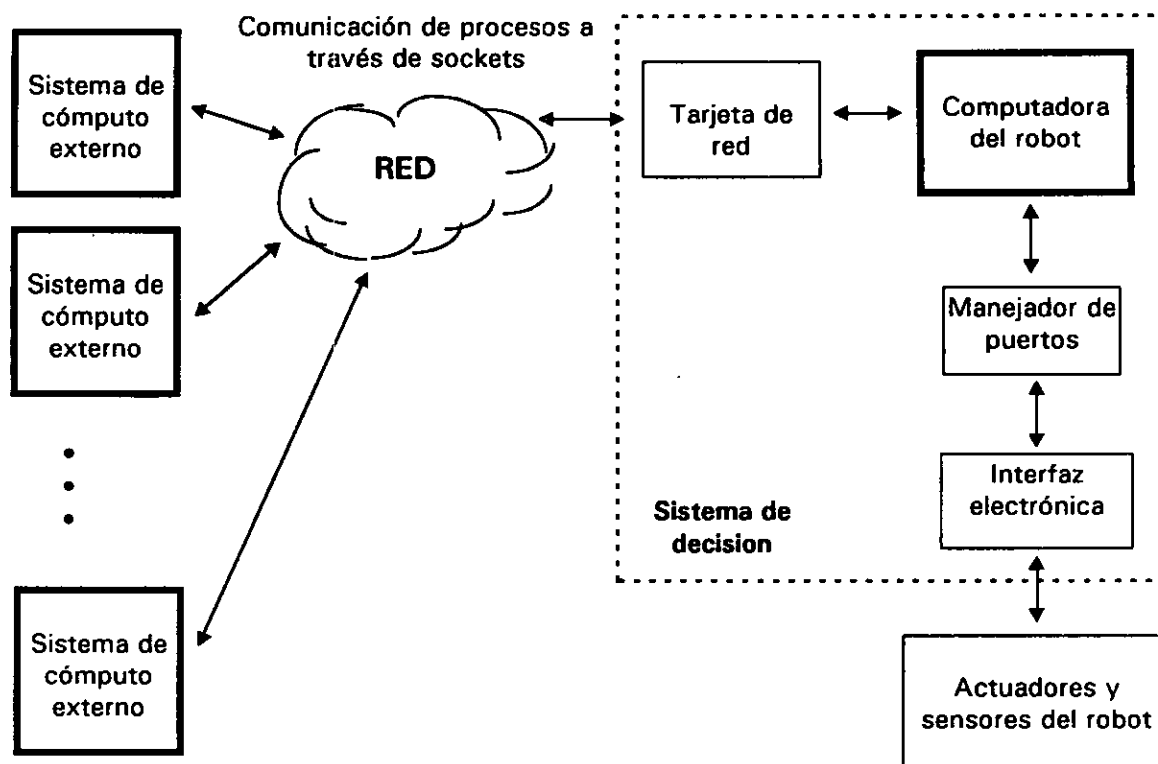 Comunicación de procesos a
través de sockets
Sistema de
cómputo
externo
RED
Tarjeta de
red
Computadora
del robot
Sistema de
cómputo
externo
Manejador de
puertos
Interfaz
electrónica
Sistema de
decision
Sistema de
cómputo
externo
Actuadores y
sensores del robot